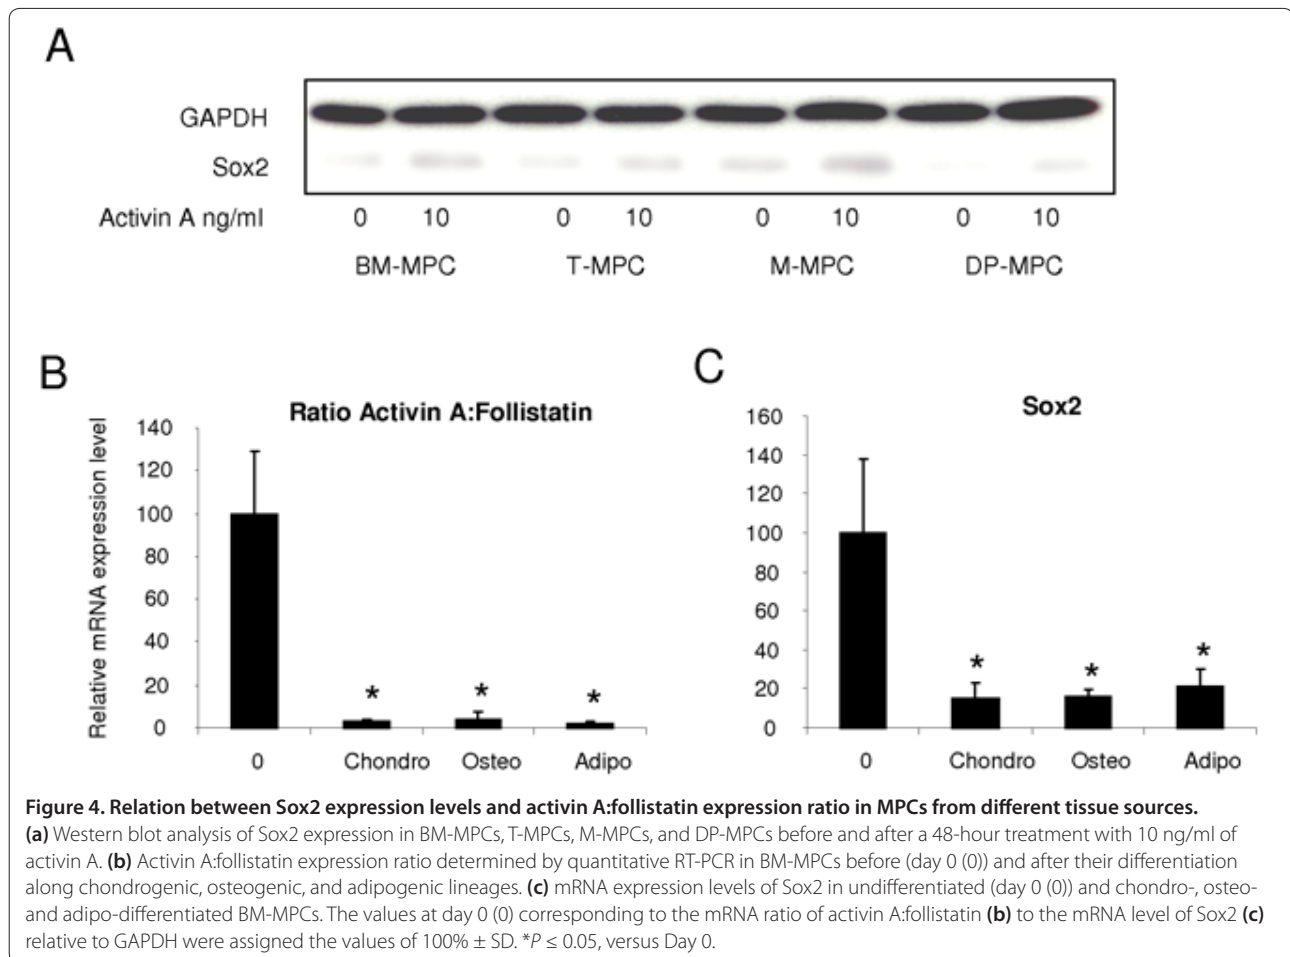 A
GAPDH
Sox2
Activin A ng/ml 0 10 0 10 0 10 0 10
BM-MPC T-MPC M-MPC DP-MPC
B
Ratio Activin A:Follistatin
Relative mRNA expression level
140
120
100
80
60
40
20
0
* * *
0 Chondro Osteo Adipo
C
Sox2
160
140
120
100
80
60
40
20
0
* * *
0 Chondro Osteo Adipo
Figure 4. Relation between Sox2 expression levels and activin A:follistatin expression ratio in MPCs from different tissue sources.
(a) Western blot analysis of Sox2 expression in BM-MPCs, T-MPCs, M-MPCs, and DP-MPCs before and after a 48-hour treatment with 10 ng/ml of
activin A. (b) Activin A:follistatin expression ratio determined by quantitative RT-PCR in BM-MPCs before (day 0 (0)) and after their differentiation
along chondrogenic, osteogenic, and adipogenic lineages. (c) mRNA expression levels of Sox2 in undifferentiated (day 0 (0)) and chondro-, osteo-
and adipo-differentiated BM-MPCs. The values at day 0 (0) corresponding to the mRNA ratio of activin A:follistatin (b) to the mRNA level of Sox2 (c)
relative to GAPDH were assigned the values of 100% ± SD. *P ≤ 0.05, versus Day 0.